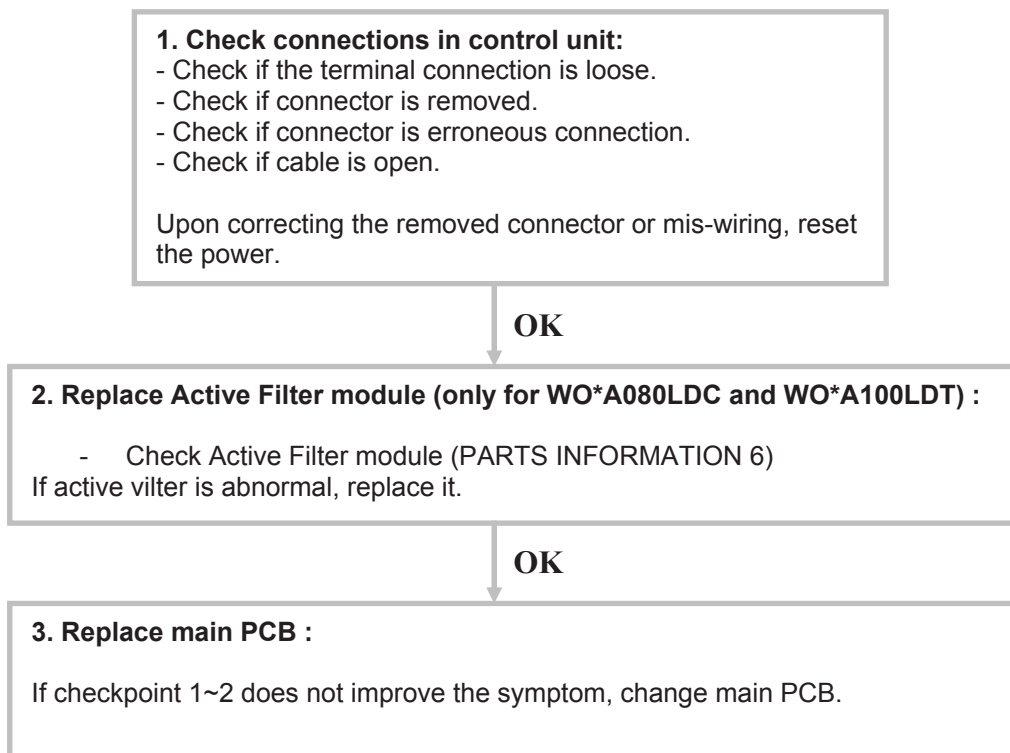 1. Check connections in control unit:
- Check if the terminal connection is loose.
- Check if connector is removed.
- Check if connector is erroneous connection.
- Check if cable is open.
Upon correcting the removed connector or mis-wiring, reset
the power.
OK
2. Replace Active Filter module (only for WO*A080LDC and WO*A100LDT) :
- Check Active Filter module (PARTS INFORMATION 6)
If active vilter is abnormal, replace it.
OK
3. Replace main PCB :
If checkpoint 1~2 does not improve the symptom, change main PCB.